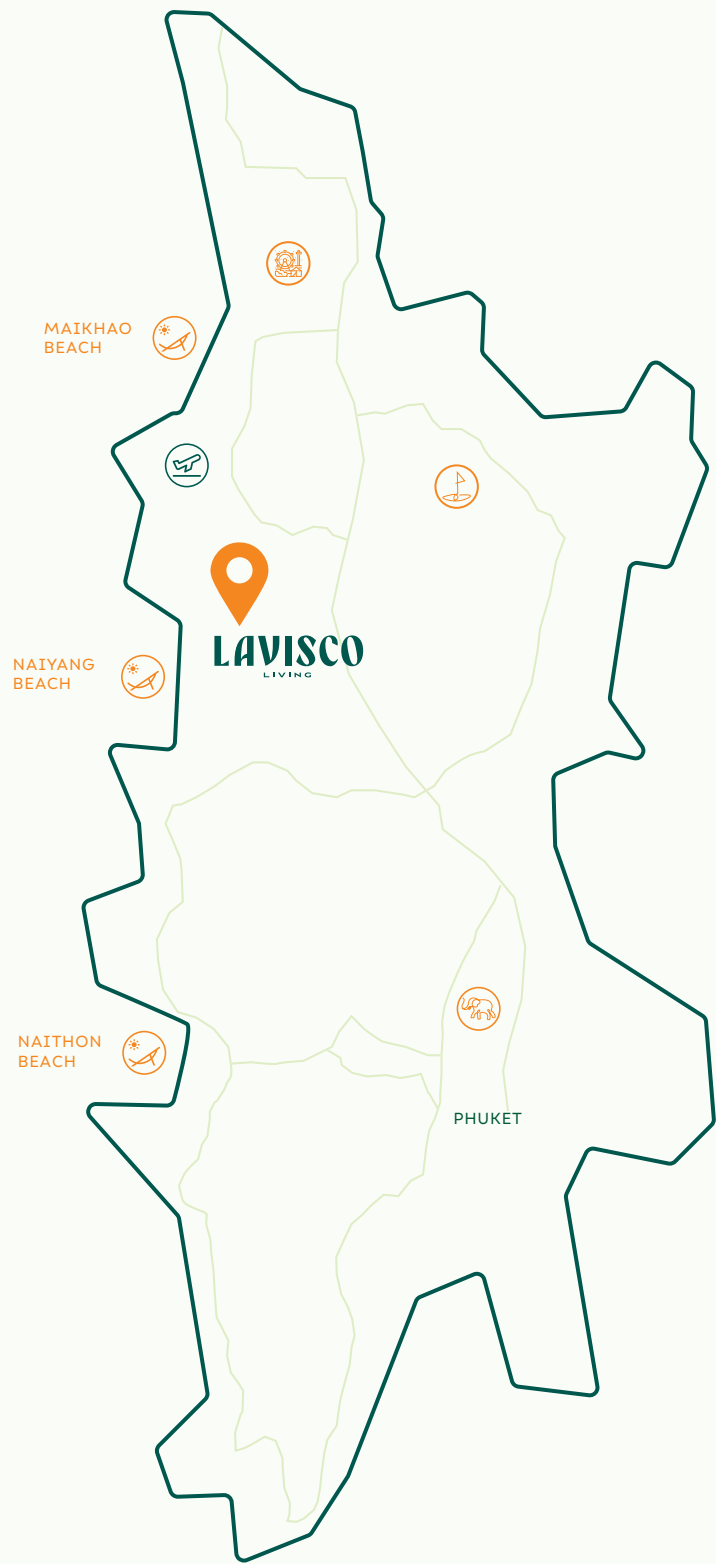 MAIKHAO
BEACH
LAVISCO
LIVING
NAIYANG
BEACH
NAITHON
BEACH
PHUKET